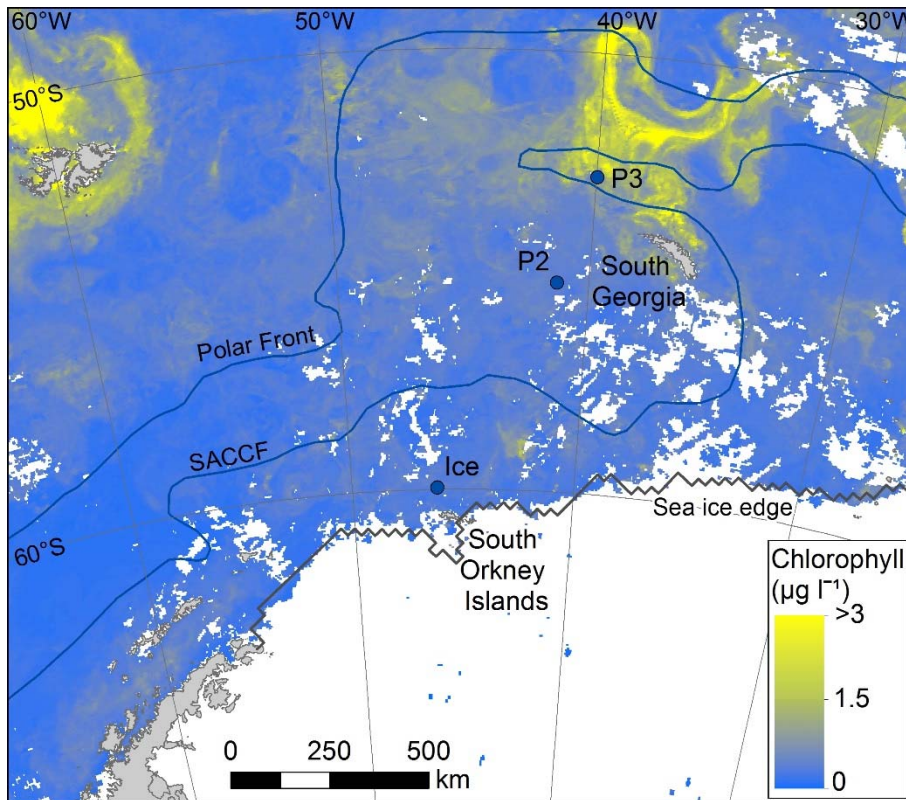 60°W
50°W
40°W
30°W
50°S
P3
P2
South
Georgia
Polar Front
SACCF
Ice
Sea ice edge
60°S
South
Orkney
Islands
Chlorophyll
(µg l⁻¹)
>3
1.5
0
0
250
500
km